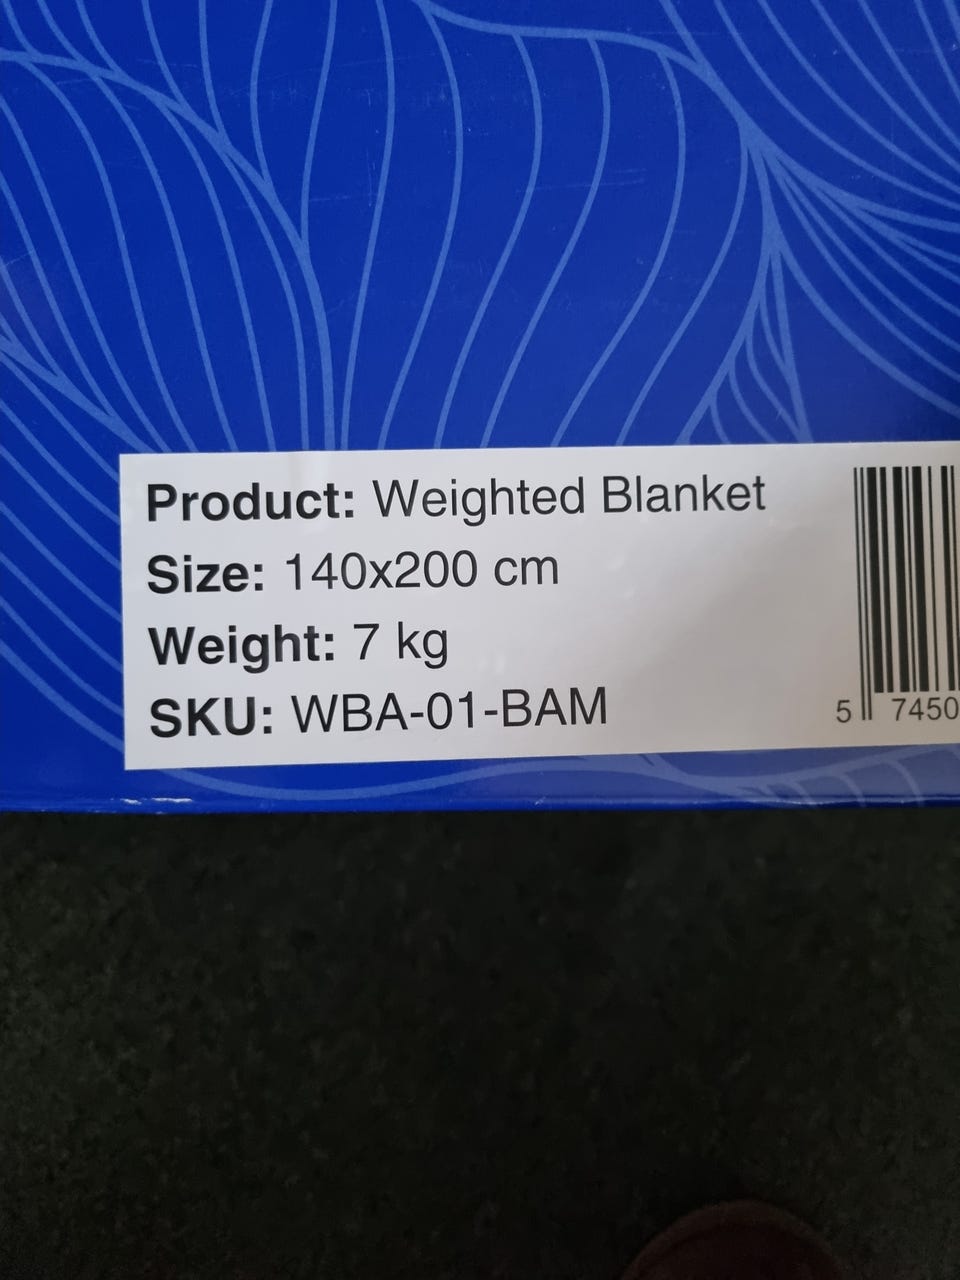 Product: Weighted Blanket
Size: 140x200 cm
Weight: 7 kg
SKU: WBA-01-BAM
5 7450